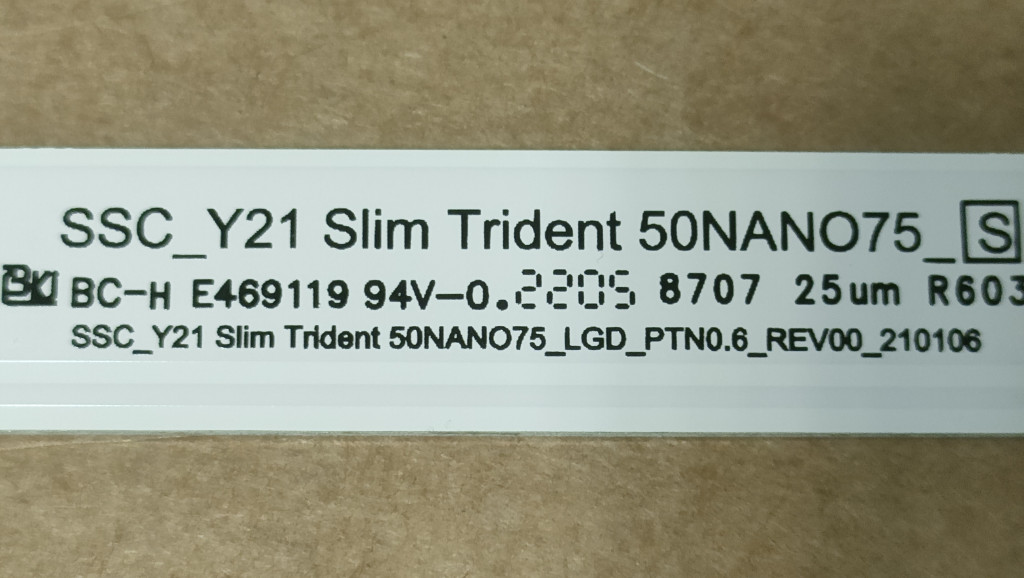 SSC_Y21 Slim Trident 50NANO75_S
BC-H E469119 94V-0. 2205 8707 25um R603
SSC_Y21 Slim Trident 50NANO75_LGD_PTN0.6_REV00_210106